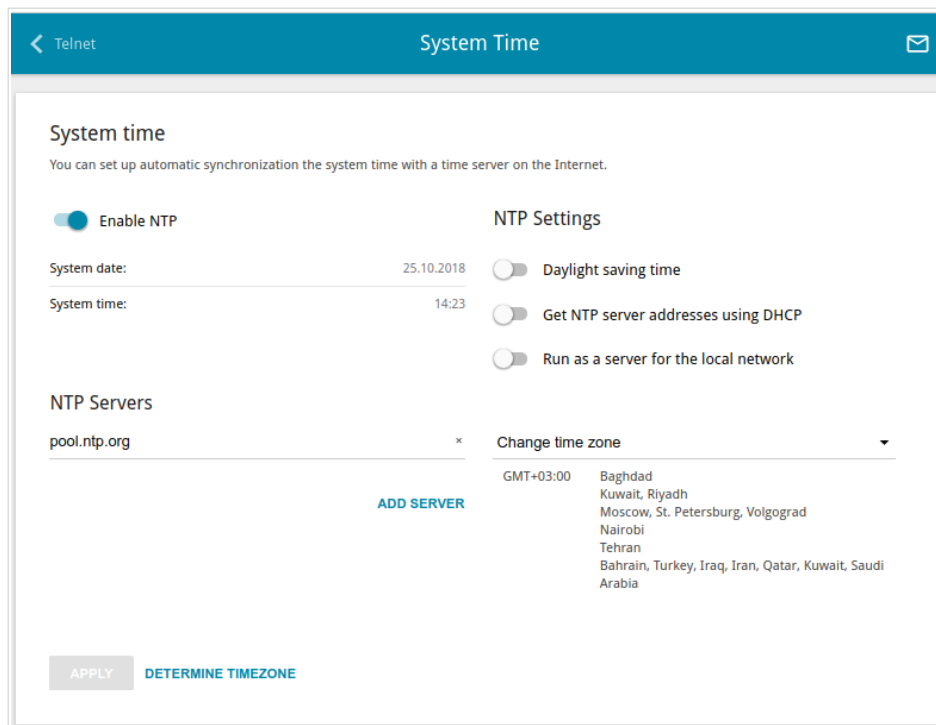 Telnet
System Time
System time
You can set up automatic synchronization the system time with a time server on the Internet.
Enable NTP
System date: 25.10.2018
System time: 14:23
NTP Settings
Daylight saving time
Get NTP server addresses using DHCP
Run as a server for the local network
NTP Servers
pool.ntp.org ×
ADD SERVER
Change time zone
GMT+03:00 Baghdad
Kuwait, Riyadh
Moscow, St. Petersburg, Volgograd
Nairobi
Tehran
Bahrain, Turkey, Iraq, Iran, Qatar, Kuwait, Saudi
Arabia
APPLY
DETERMINE TIMEZONE